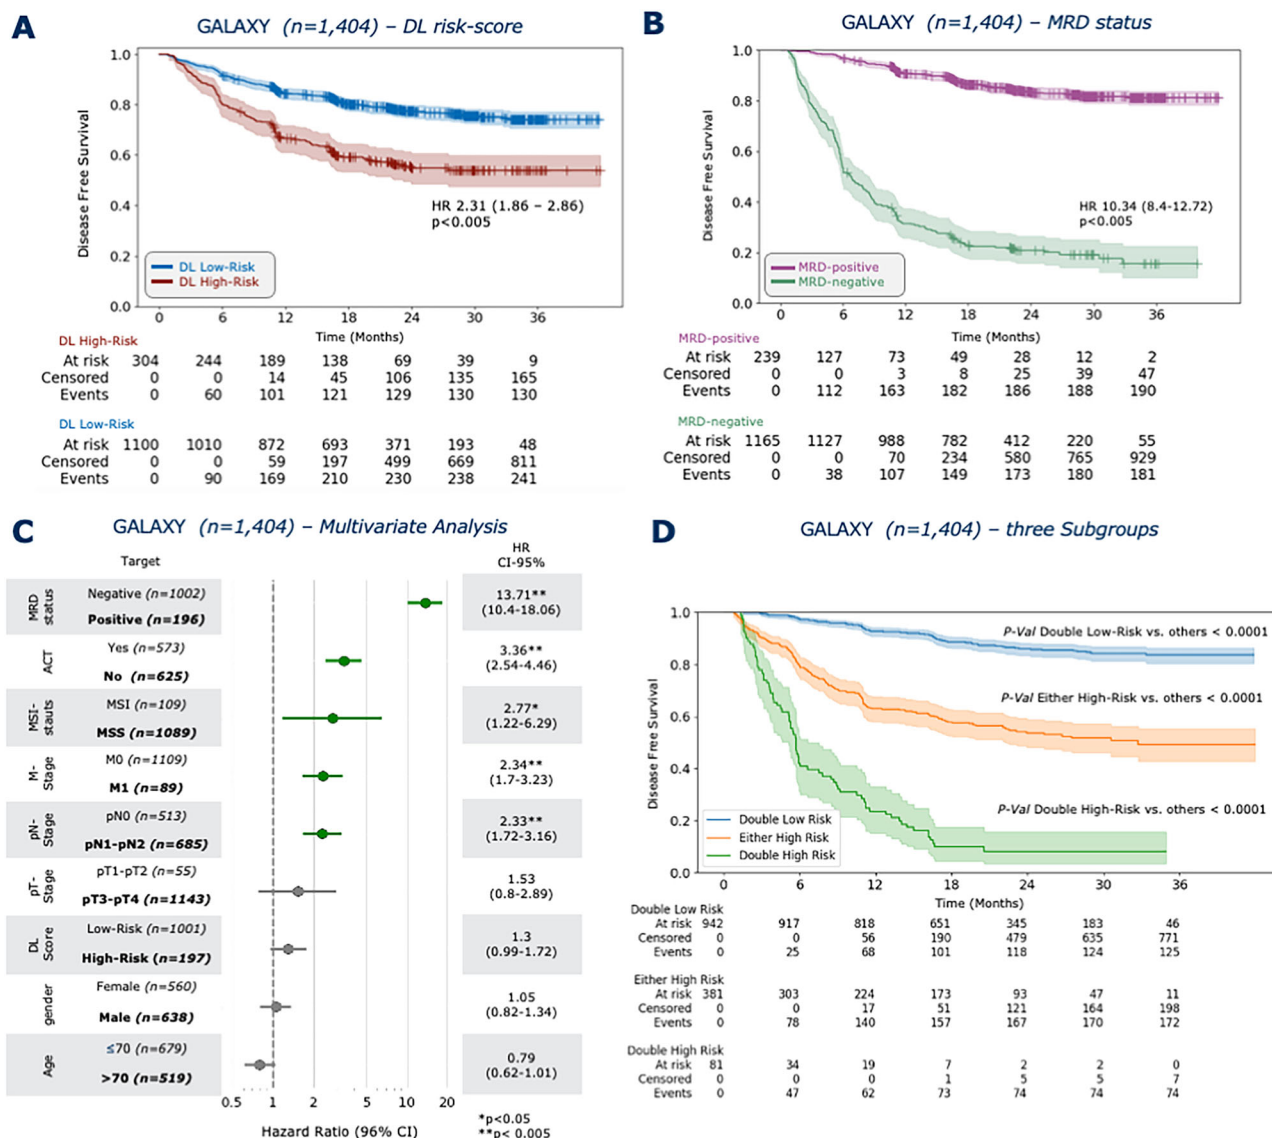 A
GALAXY (n=1,404) – DL risk-score
Disease Free Survival
1.0
0.8
0.6
0.4
0.2
0.0
HR 2.31 (1.86 – 2.86)
p<0.005
DL Low-Risk
DL High-Risk
0 6 12 18 24 30 36
Time (Months)
DL High-Risk
At risk 304 244 189 138 69 39 9
Censored 0 0 14 45 106 135 165
Events 0 60 101 121 129 130 130
DL Low-Risk
At risk 1100 1010 872 693 371 193 48
Censored 0 0 59 197 499 669 811
Events 0 90 169 210 230 238 241
B
GALAXY (n=1,404) – MRD status
Disease Free Survival
1.0
0.8
0.6
0.4
0.2
0.0
HR 10.34 (8.4-12.72)
p<0.005
MRD-positive
MRD-negative
0 6 12 18 24 30 36
Time (Months)
MRD-positive
At risk 239 127 73 49 28 12 2
Censored 0 0 3 8 25 39 47
Events 0 112 163 182 186 188 190
MRD-negative
At risk 1165 1127 988 782 412 220 55
Censored 0 0 70 234 580 765 929
Events 0 38 107 149 173 180 181
C
GALAXY (n=1,404) – Multivariate Analysis
Target
HR
CI-95%
MRD
status
Negative (n=1002)
Positive (n=196)
13.71**
(10.4-18.06)
ACT
Yes (n=573)
No (n=625)
3.36**
(2.54-4.46)
MSI-
stauts
MSI (n=109)
MSS (n=1089)
2.77*
(1.22-6.29)
M-
Stage
M0 (n=1109)
M1 (n=89)
2.34**
(1.7-3.23)
pN-
Stage
pN0 (n=513)
pN1-pN2 (n=685)
2.33**
(1.72-3.16)
pT-
Stage
pT1-pT2 (n=55)
pT3-pT4 (n=1143)
1.53
(0.8-2.89)
DL
Score
Low-Risk (n=1001)
High-Risk (n=197)
1.3
(0.99-1.72)
gender
Female (n=560)
Male (n=638)
1.05
(0.82-1.34)
Age
≤70 (n=679)
>70 (n=519)
0.79
(0.62-1.01)
0.5 1 2 5 10 20
Hazard Ratio (96% CI)
*p<0.05
**p< 0.005
D
GALAXY (n=1,404) – three Subgroups
Disease Free Survival
1.0
0.8
0.6
0.4
0.2
0.0
P-Val Double Low-Risk vs. others < 0.0001
P-Val Either High-Risk vs. others < 0.0001
P-Val Double High-Risk vs. others < 0.0001
Double Low Risk
Either High Risk
Double High Risk
0 6 12 18 24 30 36
Time (Months)
Double Low Risk
At risk 942 917 818 651 345 183 46
Censored 0 0 56 190 479 635 771
Events 0 25 68 101 118 124 125
Either High Risk
At risk 381 303 224 173 93 47 11
Censored 0 0 17 51 121 164 198
Events 0 78 140 157 167 170 172
Double High Risk
At risk 81 34 19 7 2 2 0
Censored 0 0 0 1 5 5 7
Events 0 47 62 73 74 74 74